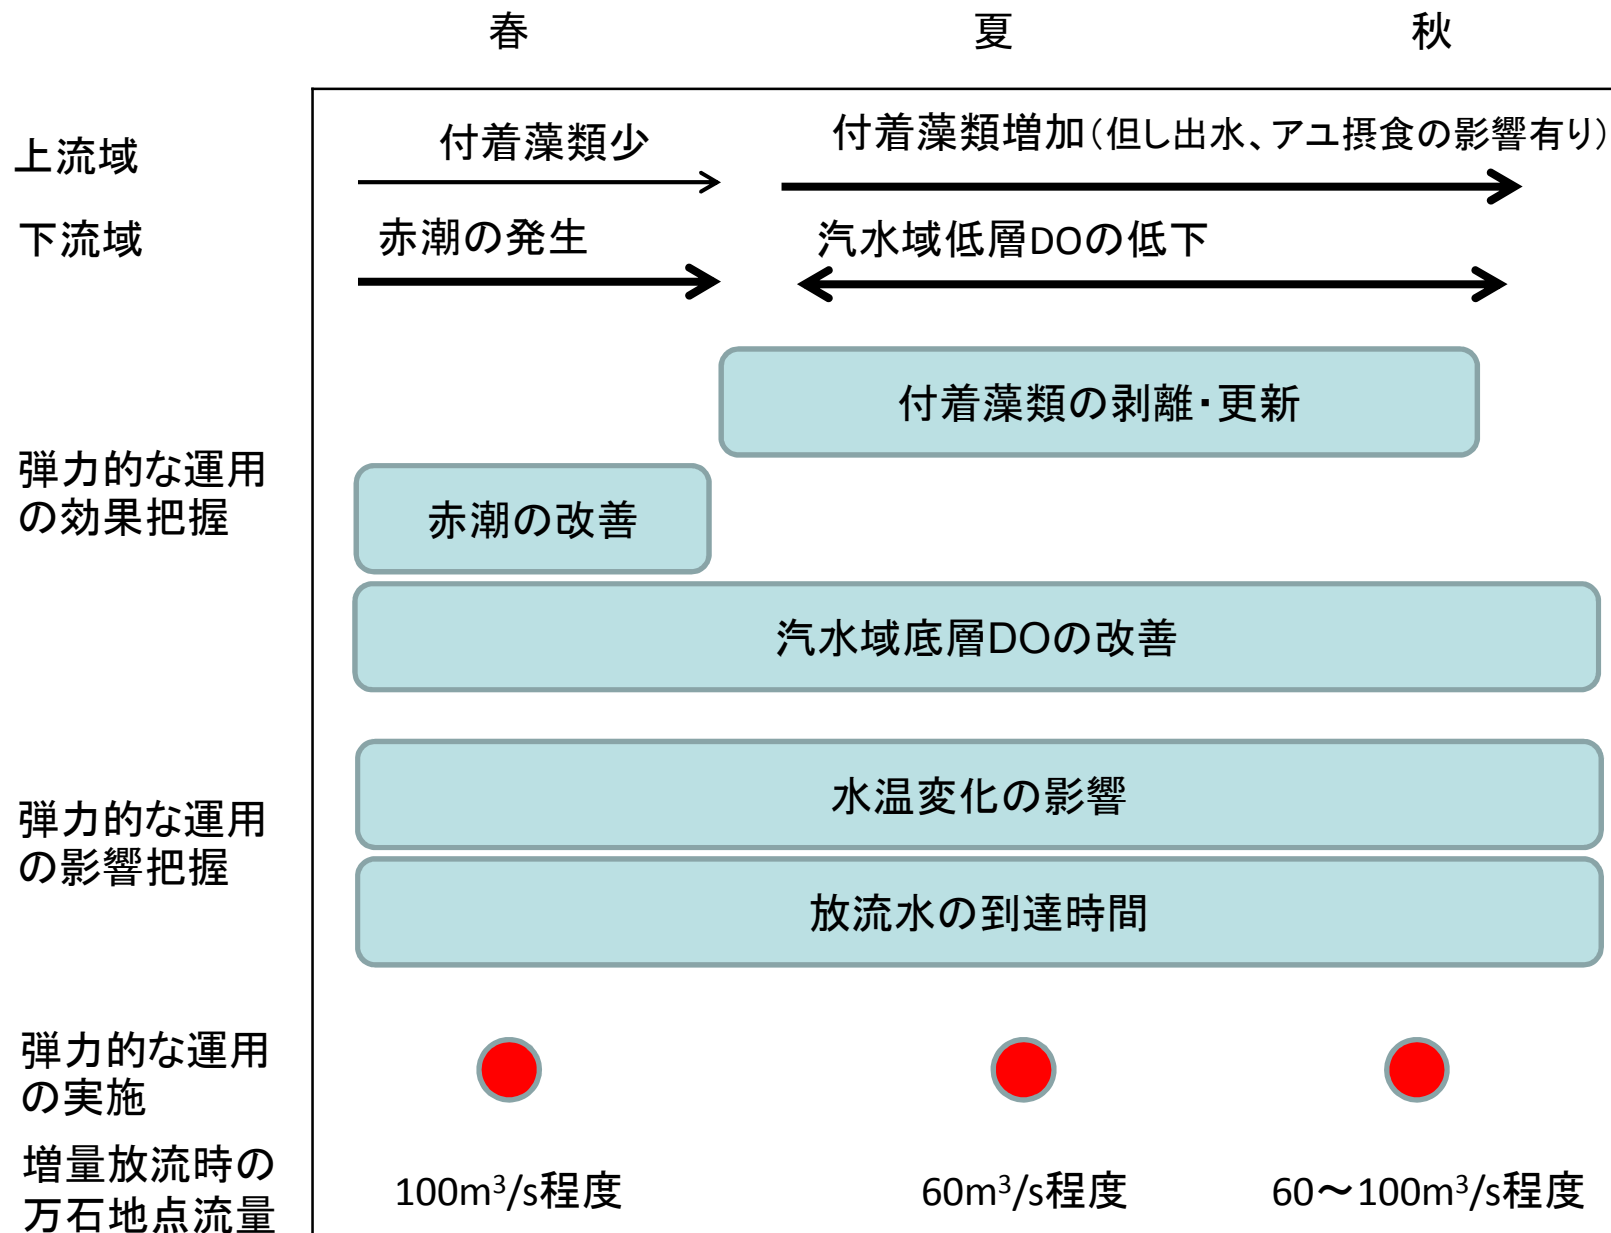 春 夏 秋
上流域
付着藻類少
付着藻類増加(但し出水、アユ摂食の影響有り)
下流域
赤潮の発生
汽水域低層DOの低下
弾力的な運用
の効果把握
付着藻類の剥離・更新
赤潮の改善
汽水域底層DOの改善
弾力的な運用
の影響把握
水温変化の影響
放流水の到達時間
弾力的な運用
の実施
増量放流時の
万石地点流量
100m³/s程度
60m³/s程度
60～100m³/s程度